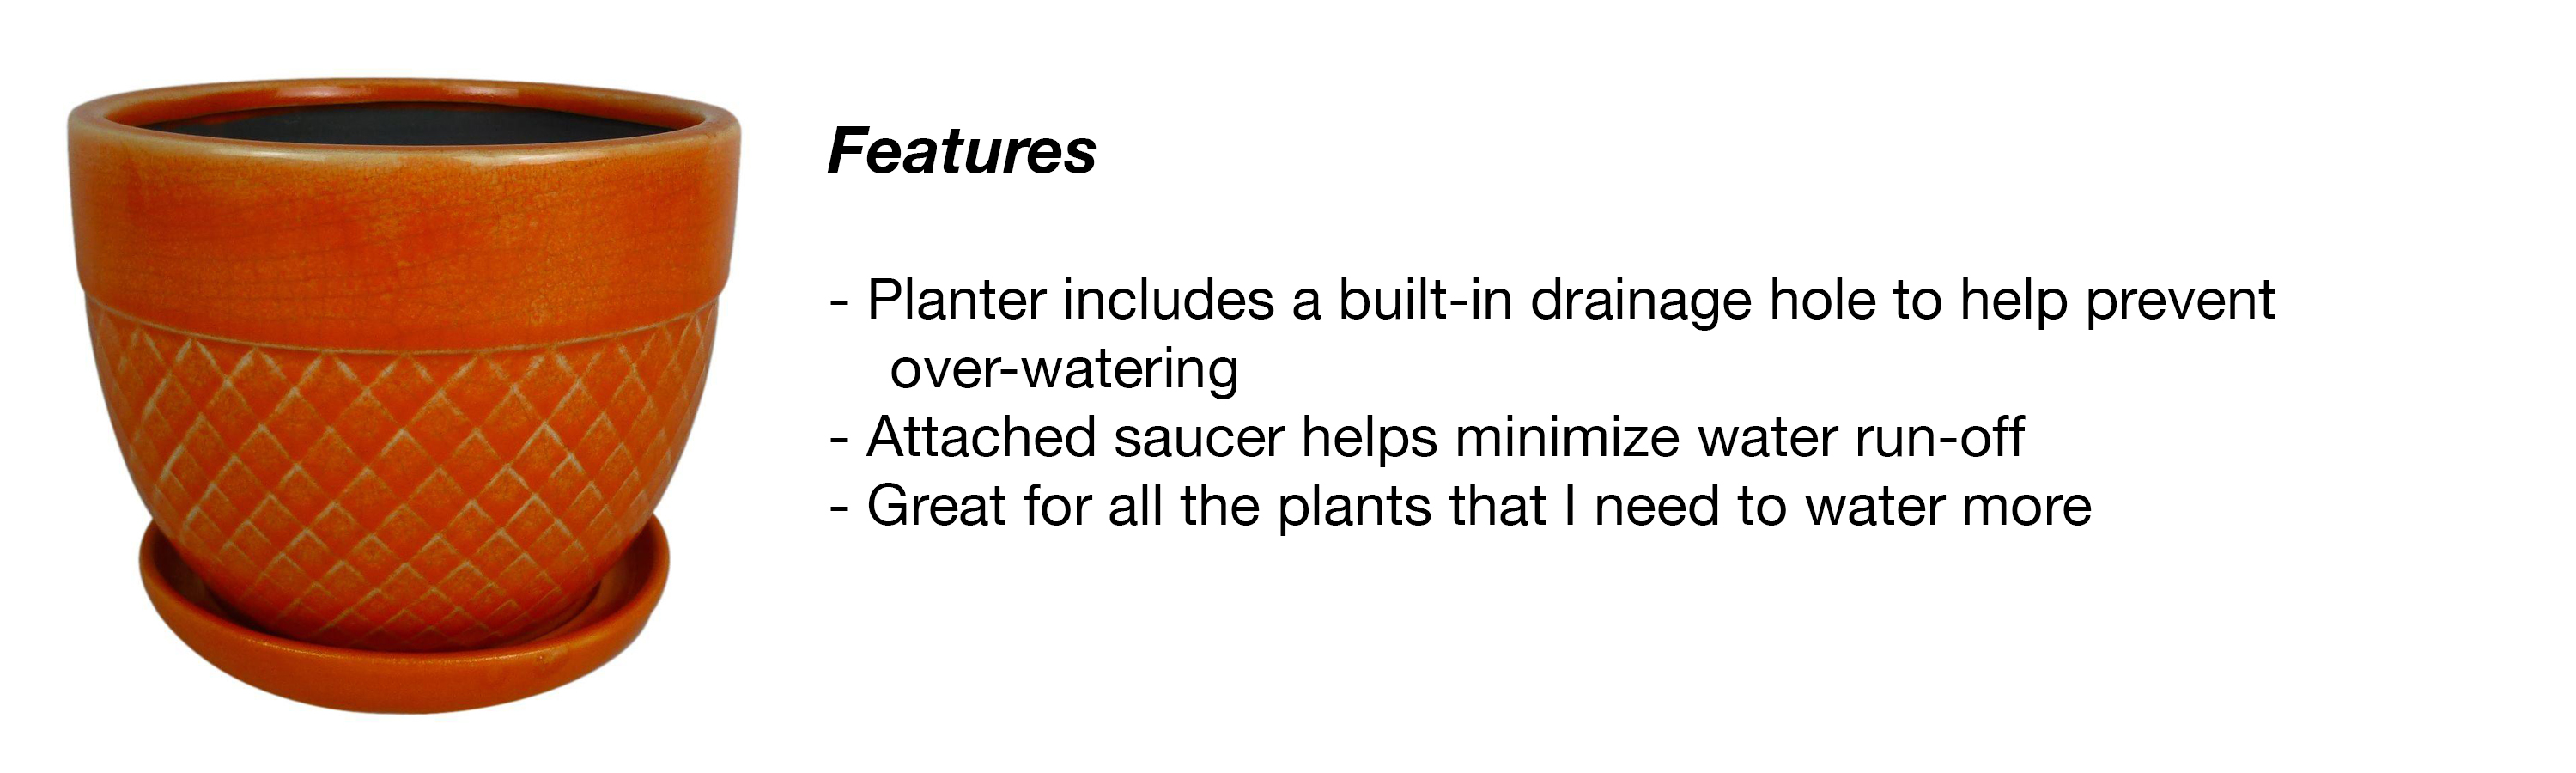 Features
- Planter includes a built-in drainage hole to help prevent
over-watering
- Attached saucer helps minimize water run-off
- Great for all the plants that I need to water more